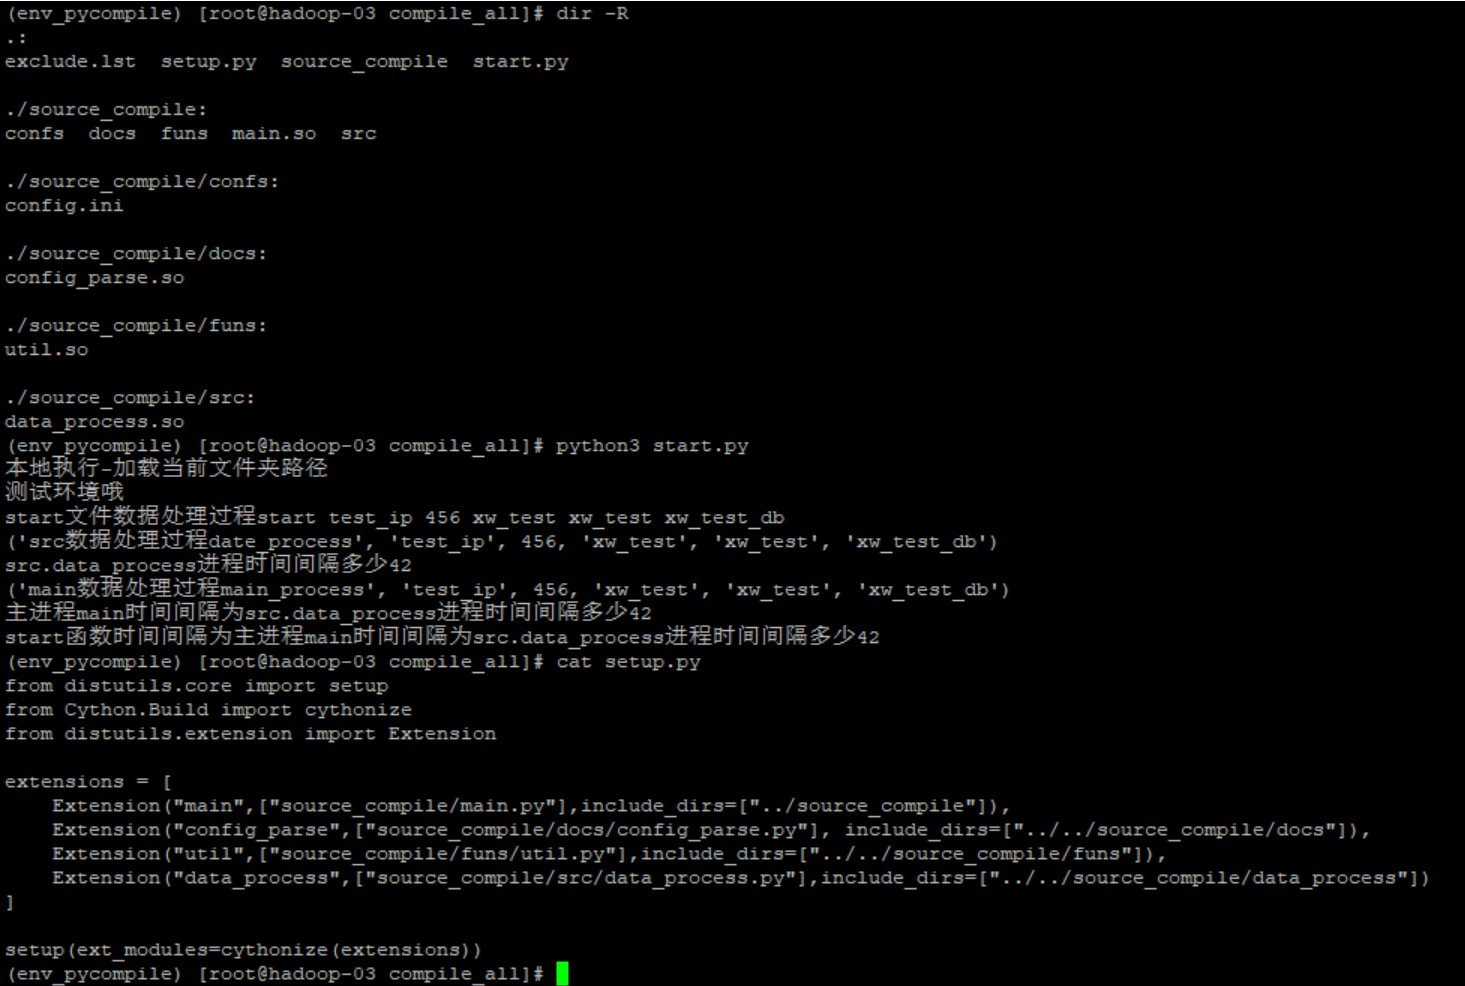 (env_pycompile) [root@hadoop-03 compile_all]# dir -R
.:
exclude.lst  setup.py  source_compile  start.py
./source_compile:
confs  docs  funs  main.so  src
./source_compile/confs:
config.ini
./source_compile/docs:
config_parse.so
./source_compile/funs:
util.so
./source_compile/src:
data_process.so
(env_pycompile) [root@hadoop-03 compile_all]# python3 start.py
本地执行-加载当前文件夹路径
测试环境哦
start文件数据处理过程start test_ip 456 xw_test xw_test xw_test_db
('src数据处理过程date_process', 'test_ip', 456, 'xw_test', 'xw_test', 'xw_test_db')
src.data_process进程时间间隔多少42
('main数据处理过程main_process', 'test_ip', 456, 'xw_test', 'xw_test', 'xw_test_db')
主进程main时间间隔为src.data_process进程时间间隔多少42
start函数时间间隔为主进程main时间间隔为src.data_process进程时间间隔多少42
(env_pycompile) [root@hadoop-03 compile_all]# cat setup.py
from distutils.core import setup
from Cython.Build import cythonize
from distutils.extension import Extension
extensions = [
    Extension("main",["source_compile/main.py"],include_dirs=["../source_compile"]),
    Extension("config_parse",["source_compile/docs/config_parse.py"], include_dirs=["../../source_compile/docs"]),
    Extension("util",["source_compile/funs/util.py"],include_dirs=["../../source_compile/funs"]),
    Extension("data_process",["source_compile/src/data_process.py"],include_dirs=["../../source_compile/data_process"])
]
setup(ext_modules=cythonize(extensions))
(env_pycompile) [root@hadoop-03 compile_all]#